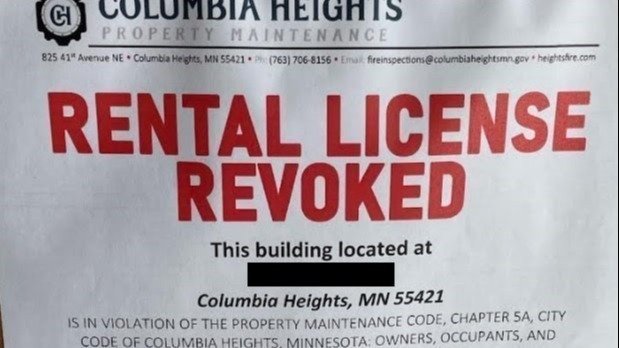 CH COLUMBIA HEIGHTS
PROPERTY MAINTENANCE
825 41st Avenue NE • Columbia Heights, MN 55421 • Ph: (763) 706-8156 • Email: fireinspections@columbiaheightsmn.gov • heightsfire.com
RENTAL LICENSE
REVOKED
This building located at
Columbia Heights, MN 55421
IS IN VIOLATION OF THE PROPERTY MAINTENANCE CODE, CHAPTER 5A, CITY
CODE OF COLUMBIA HEIGHTS, MINNESOTA: OWNERS, OCCUPANTS, AND